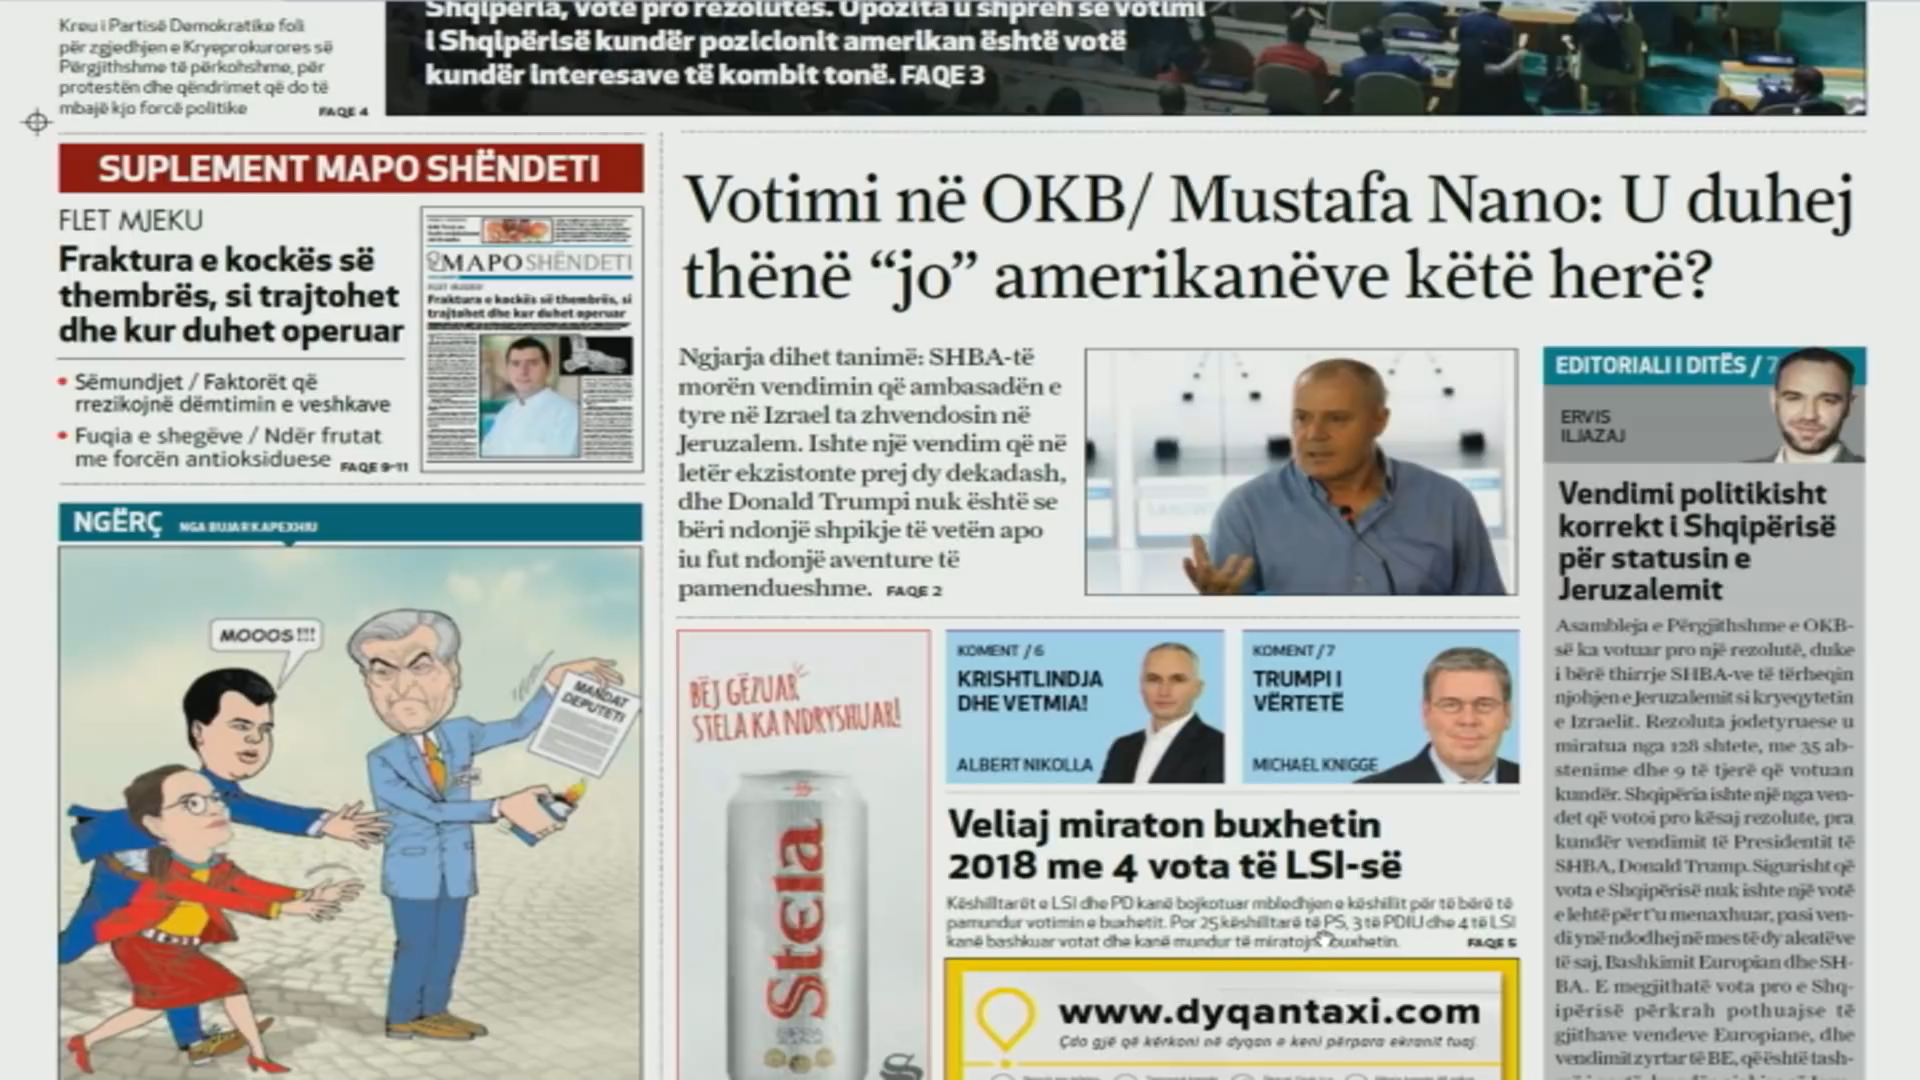 Kreu i Partisë Demokratike foli
për zgjedhjen e Kryeprokurores së
Përgjithshme të përkohshme, për
protestën dhe qëndrimet që do të
mbajë kjo forcë politike FAQE 4
Shqipëria, votë pro rezolutës. Opozita u shpreh se votimi
i Shqipërisë kundër pozicionit amerikan është votë
kundër interesave të kombit tonë. FAQE 3
SUPLEMENT MAPO SHËNDETI
FLET MJEKU
Fraktura e kockës së
thembrës, si trajtohet
dhe kur duhet operuar
• Sëmundjet / Faktorët që
rrezikojnë dëmtimin e veshkave
• Fuqia e shegëve / Ndër frutat
me forcën antioksiduese FAQE 9-11
MAPO SHËNDETI
Fraktura e kockës së thembrës, si
trajtohet dhe kur duhet operuar
NGËRÇ NGA BUJAR KAPEXHIU
MOOOS!!!
MANDAT
DEPUTETI
Votimi në OKB/ Mustafa Nano: U duhej
thënë “jo” amerikanëve këtë herë?
Ngjarja dihet tanimë: SHBA-të
morën vendimin që ambasadën e
tyre në Izrael ta zhvendosin në
Jeruzalem. Ishte një vendim që në
letër ekzistonte prej dy dekadash,
dhe Donald Trumpi nuk është se
bëri ndonjë shpikje të vetën apo
iu fut ndonjë aventure të
pamendueshme. FAQE 2
BËJ GËZUAR
STELA KA NDRYSHUAR!
Stela
KOMENT / 6
KRISHTLINDJA
DHE VETMIA!
ALBERT NIKOLLA
KOMENT / 7
TRUMPI I
VËRTETË
MICHAEL KNIGGE
Veliaj miraton buxhetin
2018 me 4 vota të LSI-së
Këshilltarët e LSI dhe PD kanë bojkotuar mbledhjen e këshillit për të bërë të
pamundur votimin e buxhetit. Por 25 këshilltarë të PS, 3 të PDIU dhe 4 të LSI
kanë bashkuar votat dhe kanë mundur të miratojnë buxhetin. FAQE 5
www.dyqantaxi.com
Çdo gjë që kërkoni në dyqan e keni përpara ekranit tuaj.
EDITORIALI I DITËS / 7
ERVIS
ILJAZAJ
Vendimi politikisht
korrekt i Shqipërisë
për statusin e
Jeruzalemit
Asambleja e Përgjithshme e OKB-
së ka votuar pro një rezolutë, duke
i bërë thirrje SHBA-ve të tërheqin
njohjen e Jeruzalemit si kryeqytetin
e Izraelit. Rezoluta jodetyruese u
miratua nga 128 shtete, me 35 ab-
stenime dhe 9 të tjerë që votuan
kundër. Shqipëria ishte një nga ven-
det që votoi pro kësaj rezolute, pra
kundër vendimit të Presidentit të
SHBA, Donald Trump. Sigurisht që
vota e Shqipërisë nuk ishte një votë
e lehtë për t'u menaxhuar, pasi ven-
di ynë ndodhej në mes të dy aleatëve
të saj, Bashkimit Europian dhe SH-
BA. E megjithatë vota pro e Shq-
ipërisë përkrah pothuajse të
gjithave vendeve Europiane, dhe
vendimit zyrtar të BE, që është tash-